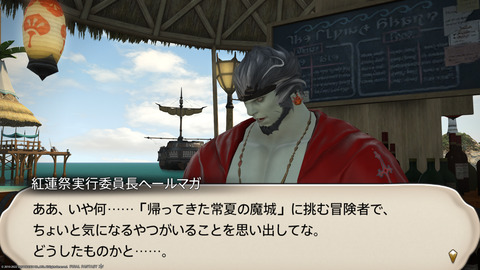 紅蓮祭実行委員長ヘールマガ
ああ、いや何……「帰ってきた常夏の魔城」に挑む冒険者で、
ちょいと気になるやつがいることを思い出してな。
どうしたものかと……。